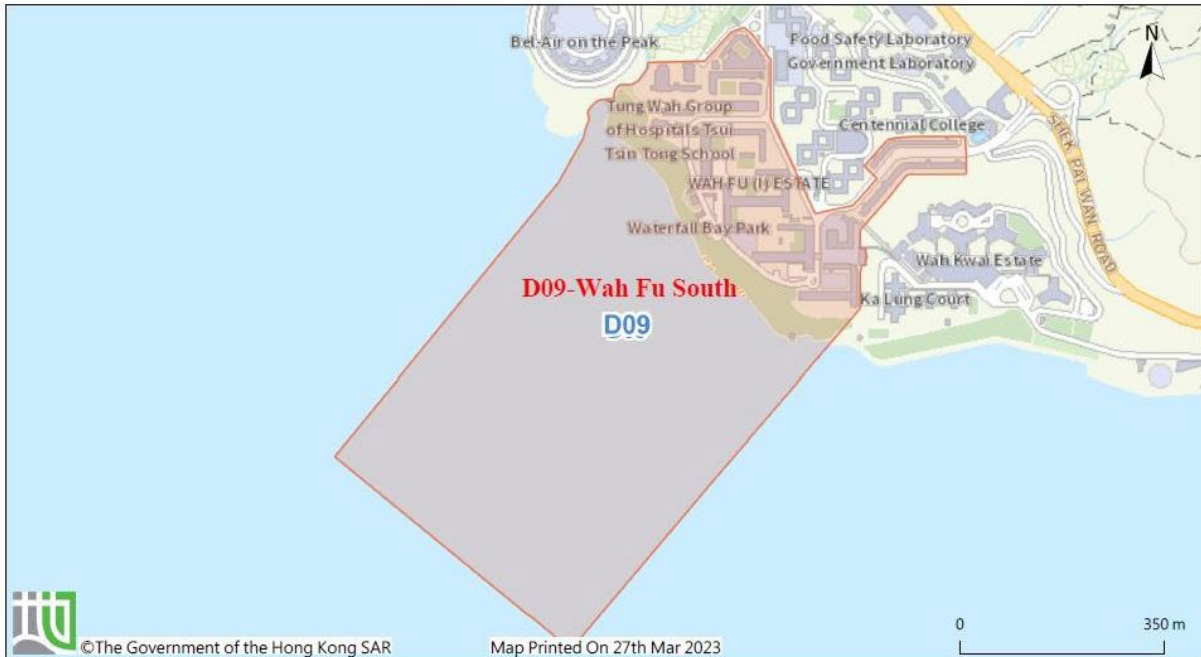 Bel-Air on the Peak
Food Safety Laboratory
Government Laboratory
N
Tung Wah Group
of Hospitals Tsui
Tsin Tong School
Centennial College
SHEK PAI WAN ROAD
WAH FU (I) ESTATE
Waterfall Bay Park
Wah Kwai Estate
D09-Wah Fu South
Ka Lung Court
D09
©The Government of the Hong Kong SAR
Map Printed On 27th Mar 2023
0
350 m